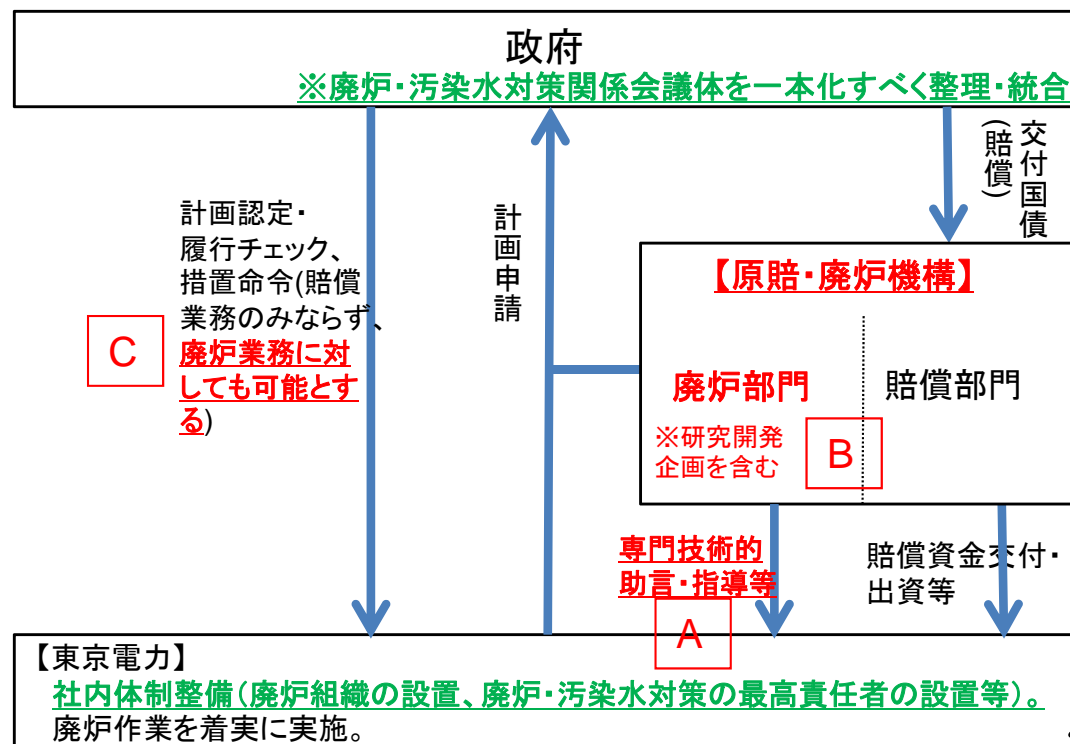 政府
※廃炉・汚染水対策関係会議体を一本化すべく整理・統合
交付国債
(賠償)
計画認定・
履行チェック、
措置命令(賠償
業務のみならず、
廃炉業務に対
しても可能とす
る)
C
計画申請
【原賠・廃炉機構】
廃炉部門
賠償部門
※研究開発
企画を含む
B
専門技術的
助言・指導等
A
賠償資金交付・
出資等
【東京電力】
社内体制整備(廃炉組織の設置、廃炉・汚染水対策の最高責任者の設置等)。
廃炉作業を着実に実施。